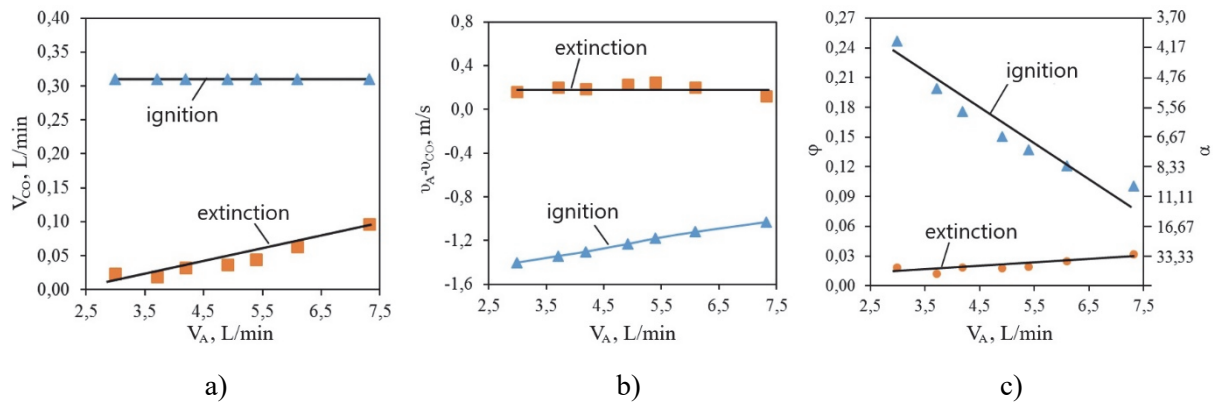 0,40
0,35
0,30
0,25
0,20
0,15
0,10
0,05
0,00
V_CO, L/min
ignition
extinction
2,5 3,5 4,5 5,5 6,5 7,5
V_A, L/min
a)
0,8
0,4
0,0
-0,4
-0,8
-1,2
-1,6
υ_A-υ_CO, m/s
extinction
ignition
2,5 3,5 4,5 5,5 6,5 7,5
V_A, L/min
b)
0,27
0,24
0,21
0,18
0,15
0,12
0,09
0,06
0,03
0,00
φ
ignition
extinction
3,70
4,17
4,76
5,56
6,67
8,33
11,11
16,67
33,33
α
2,5 3,5 4,5 5,5 6,5 7,5
V_A, L/min
c)